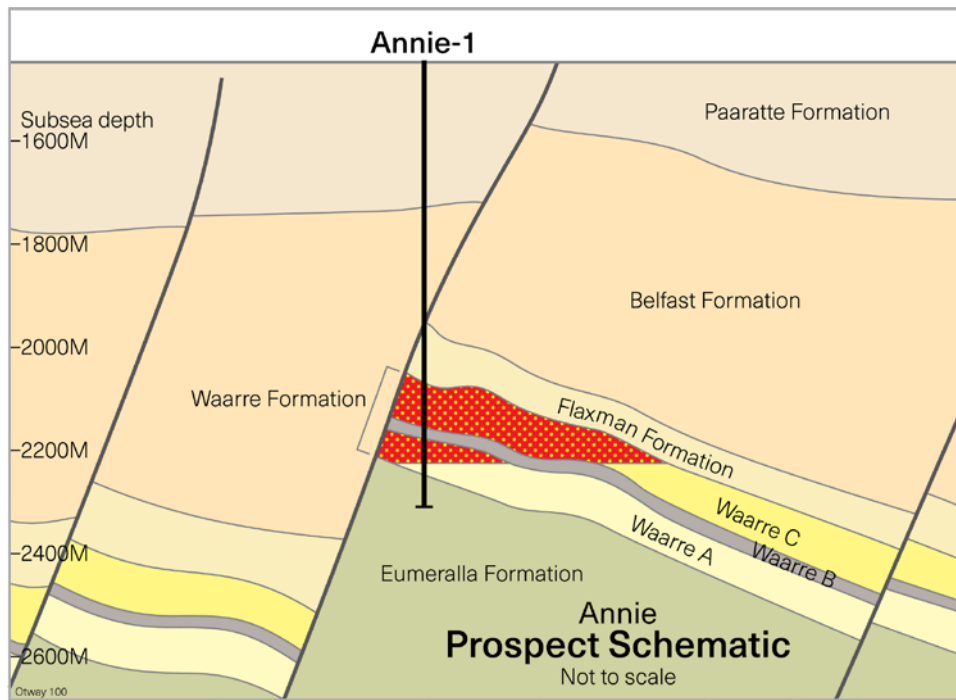 Annie-1
Subsea depth
Paaratte Formation
1600M
1800M
Belfast Formation
2000M
Waarre Formation
Flaxman Formation
2200M
Waarre C
Waarre A
Waarre B
2400M
Eumeralla Formation
Annie
Prospect Schematic
Not to scale
2600M
Otway 100